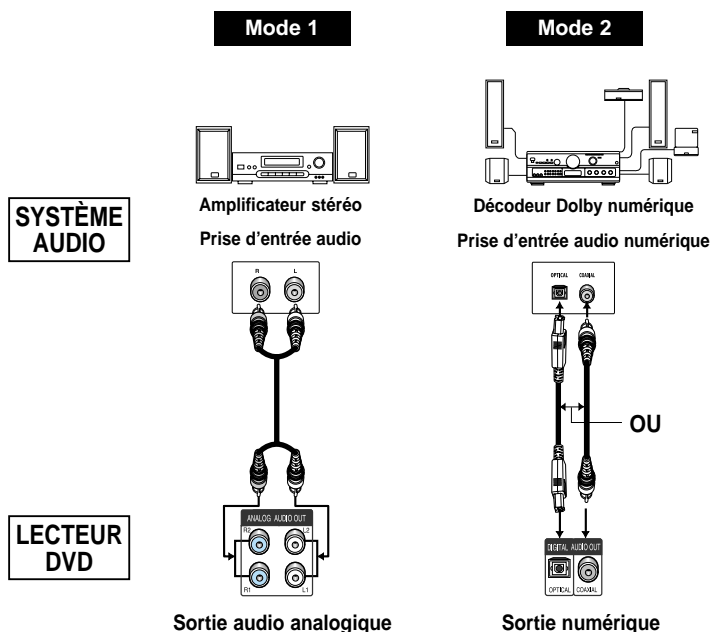 Mode 1
Mode 2
SYSTÈME
AUDIO
Amplificateur stéréo
Prise d'entrée audio
Décodeur Dolby numérique
Prise d'entrée audio numérique
R L
OPTICAL COAXIAL
OU
LECTEUR
DVD
ANALOG AUDIO OUT
R2 L2
R1 L1
DIGITAL AUDIO OUT
OPTICAL COAXIAL
Sortie audio analogique
Sortie numérique